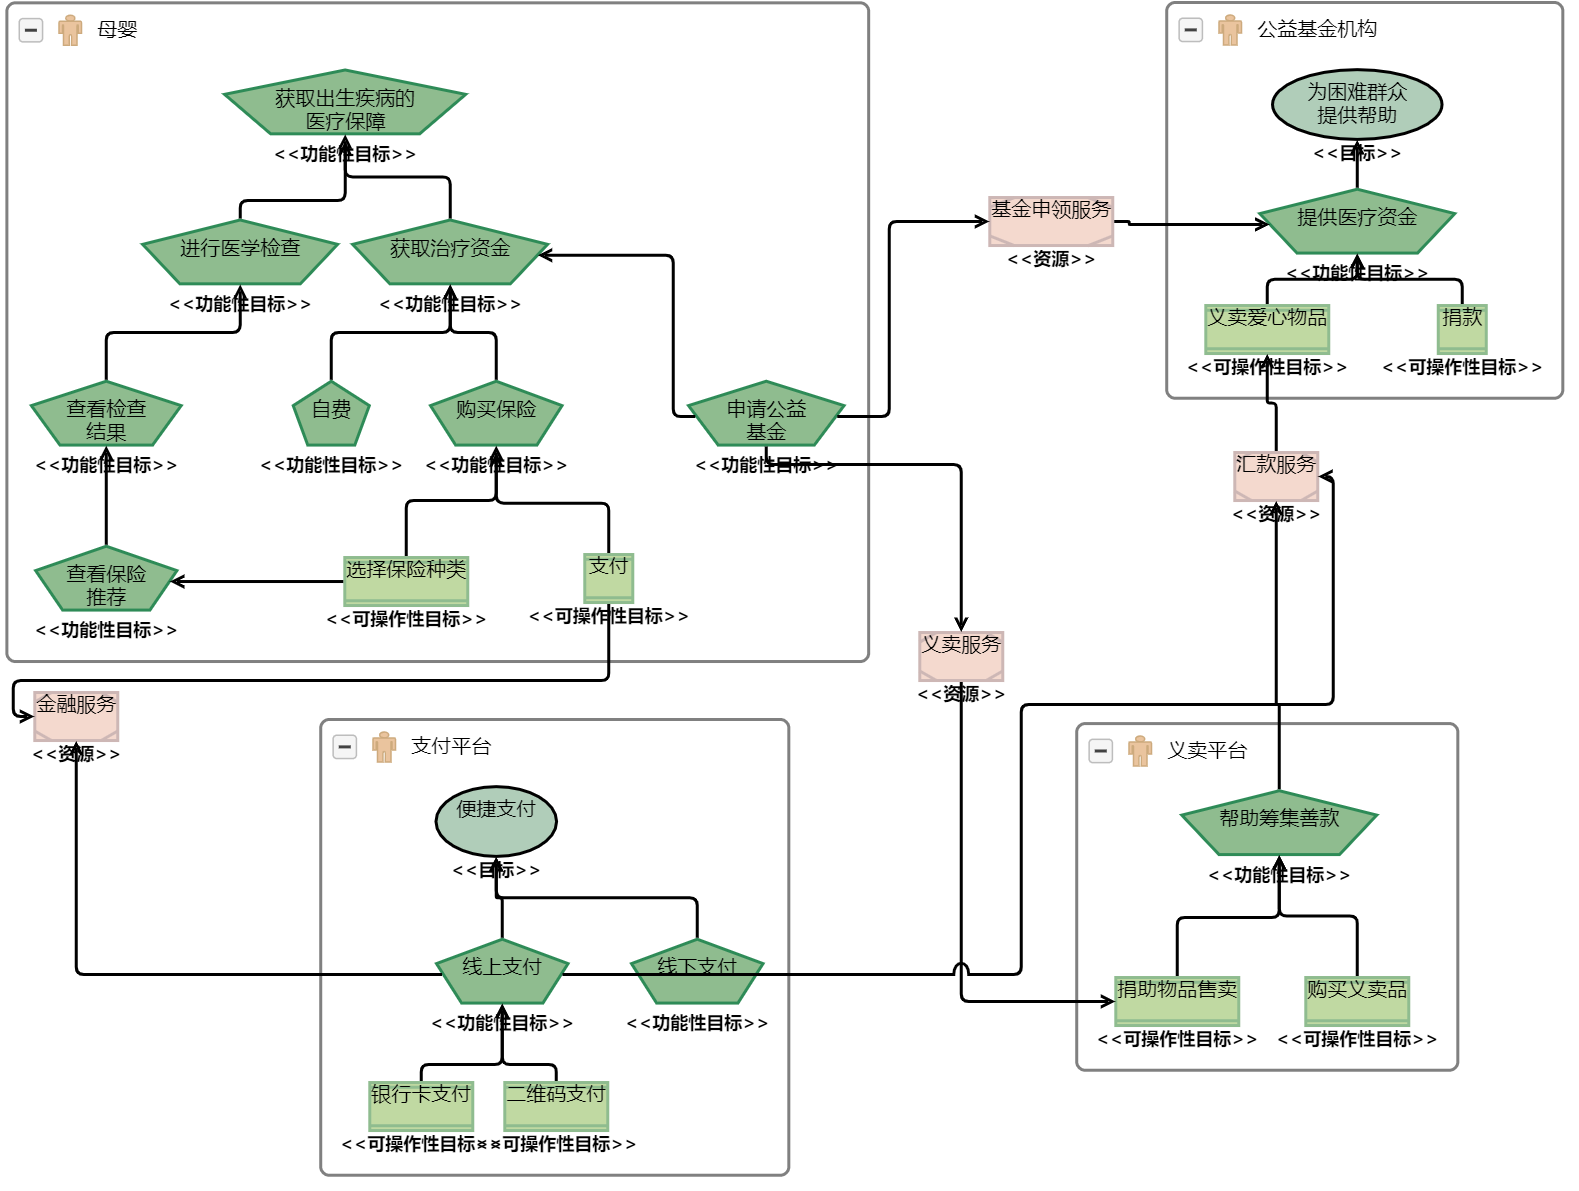 母婴
获取出生疾病的
医疗保障
<<功能性目标>>
进行医学检查
<<功能性目标>>
获取治疗资金
<<功能性目标>>
查看检查
结果
<<功能性目标>>
自费
<<功能性目标>>
购买保险
<<功能性目标>>
申请公益
基金
<<功能性目标>>
查看保险
推荐
<<功能性目标>>
选择保险种类
<<可操作性目标>>
支付
<<可操作性目标>>
公益基金机构
为困难群众
提供帮助
<<目标>>
提供医疗资金
<<功能性目标>>
义卖爱心物品
<<可操作性目标>>
捐款
<<可操作性目标>>
基金申领服务
<<资源>>
汇款服务
<<资源>>
义卖服务
<<资源>>
金融服务
<<资源>>
支付平台
便捷支付
<<目标>>
线上支付
<<功能性目标>>
线下支付
<<功能性目标>>
银行卡支付
<<可操作性目标>>
二维码支付
<<可操作性目标>>
义卖平台
帮助筹集善款
<<功能性目标>>
捐助物品售卖
<<可操作性目标>>
购买义卖品
<<可操作性目标>>